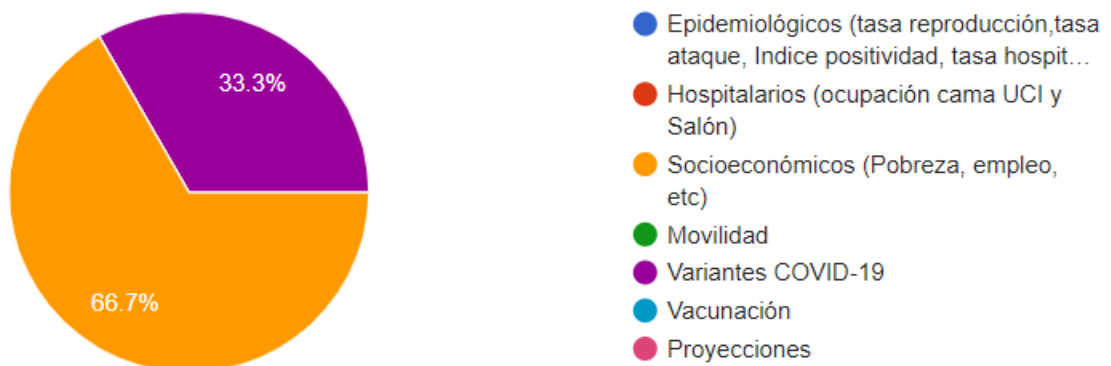 33.3%
66.7%
Epidemiológicos (tasa reproducción,tasa
ataque, Indice positividad, tasa hospit...
Hospitalarios (ocupación cama UCI y
Salón)
Socioeconómicos (Pobreza, empleo,
etc)
Movilidad
Variantes COVID-19
Vacunación
Proyecciones